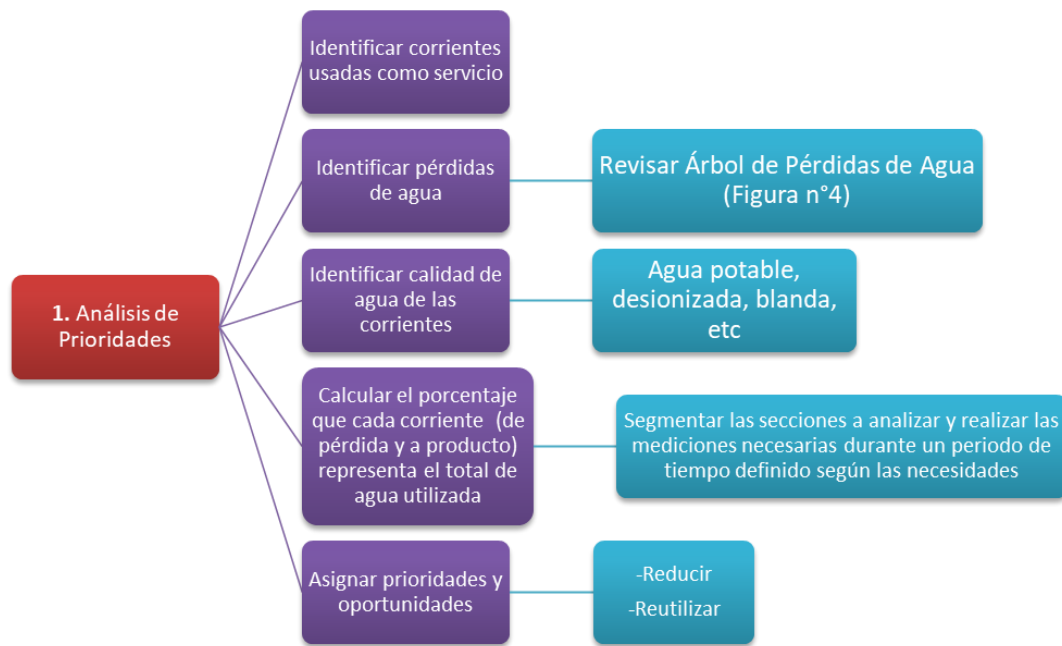 Identificar corrientes
usadas como servicio
Identificar pérdidas
de agua
Revisar Árbol de Pérdidas de Agua
(Figura n°4)
1. Análisis de
Prioridades
Identificar calidad de
agua de las
corrientes
Agua potable,
desionizada, blanda,
etc
Calcular el porcentaje
que cada corriente (de
pérdida y a producto)
representa el total de
agua utilizada
Segmentar las secciones a analizar y realizar las
mediciones necesarias durante un periodo de
tiempo definido según las necesidades
Asignar prioridades y
oportunidades
-Reducir
-Reutilizar